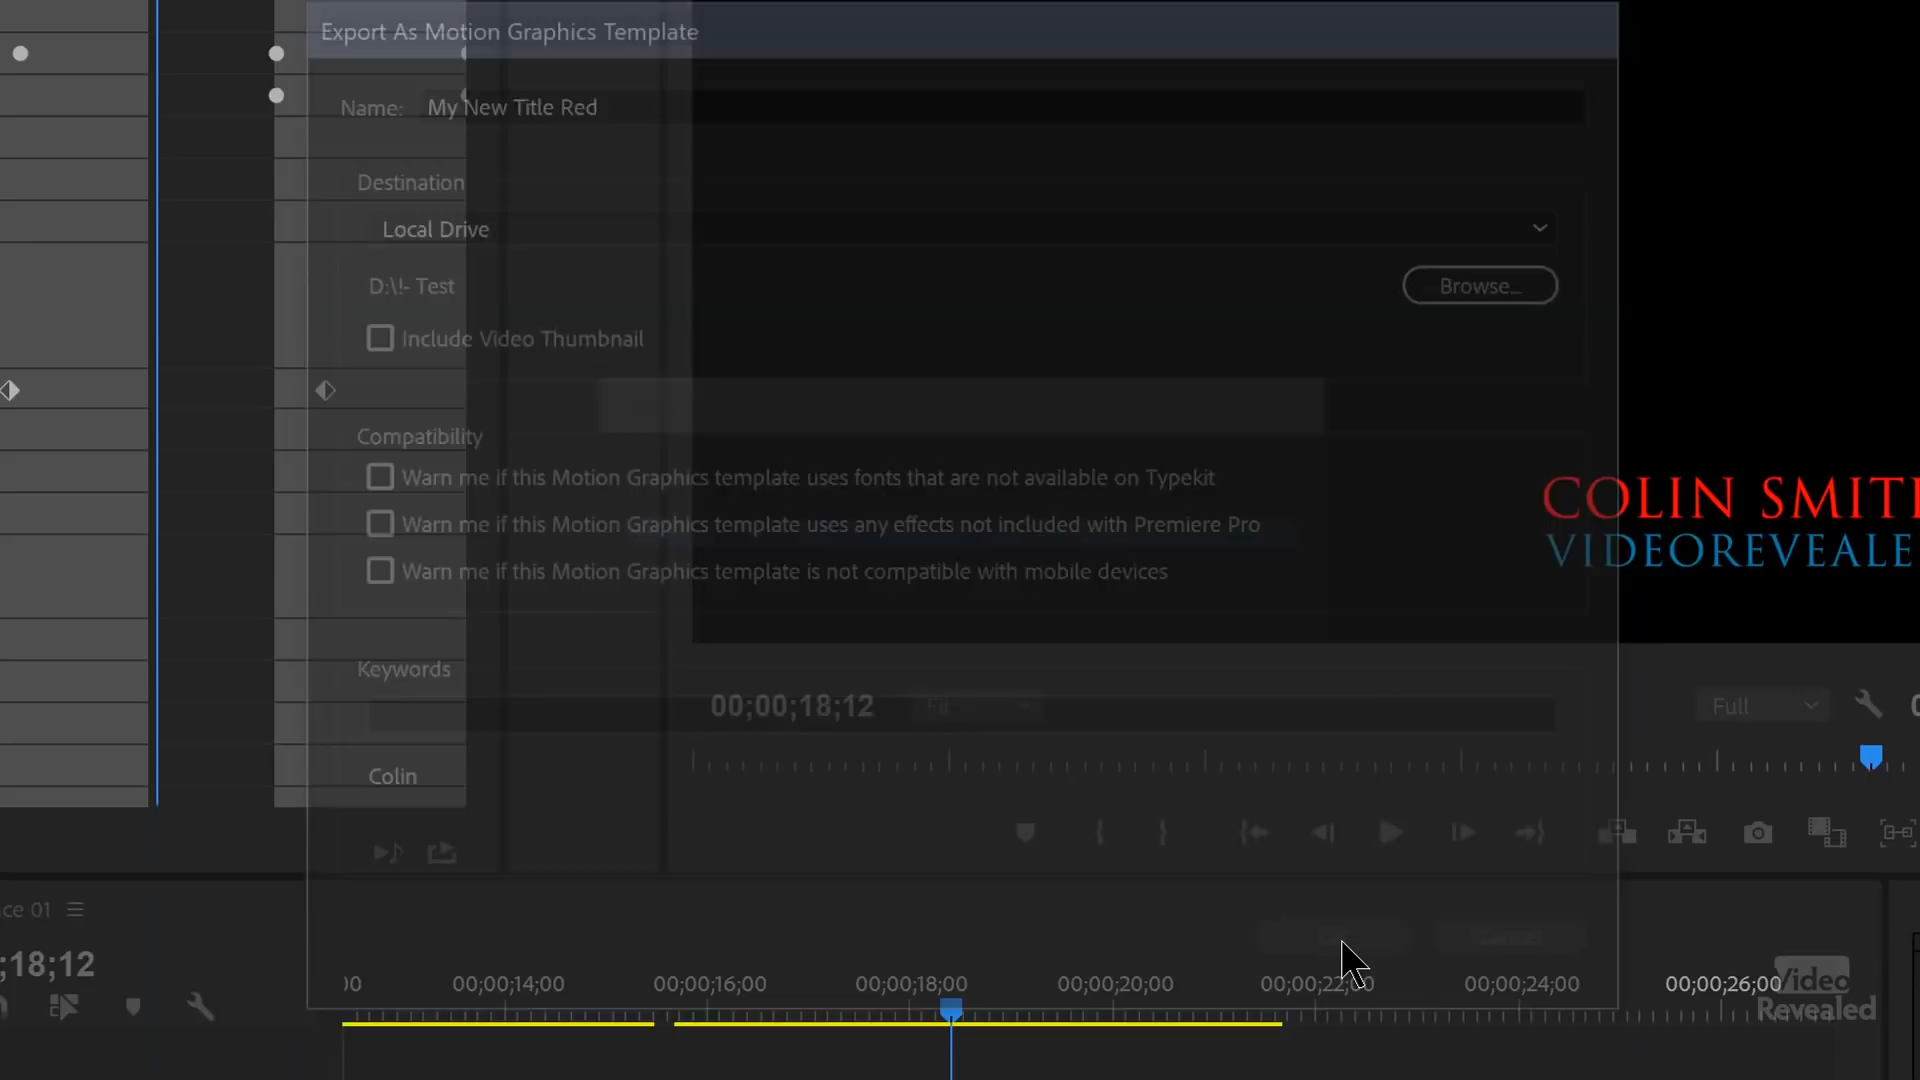 Export As Motion Graphics Template
Name: My New Title Red
Destination
Local Drive
D:\!- Test
Browse...
Include Video Thumbnail
Compatibility
Warn me if this Motion Graphics template uses fonts that are not available on Typekit
Warn me if this Motion Graphics template uses any effects not included with Premiere Pro
Warn me if this Motion Graphics template is not compatible with mobile devices
COLIN SMIT
VIDEOREVEALE
Keywords
00;00;18;12
Fit
Full
Colin
ce 01
;18;12
00;00;14;00
00;00;16;00
00;00;18;00
00;00;20;00
00;00;22;00
00;00;24;00
00;00;26;00
Video
Revealed